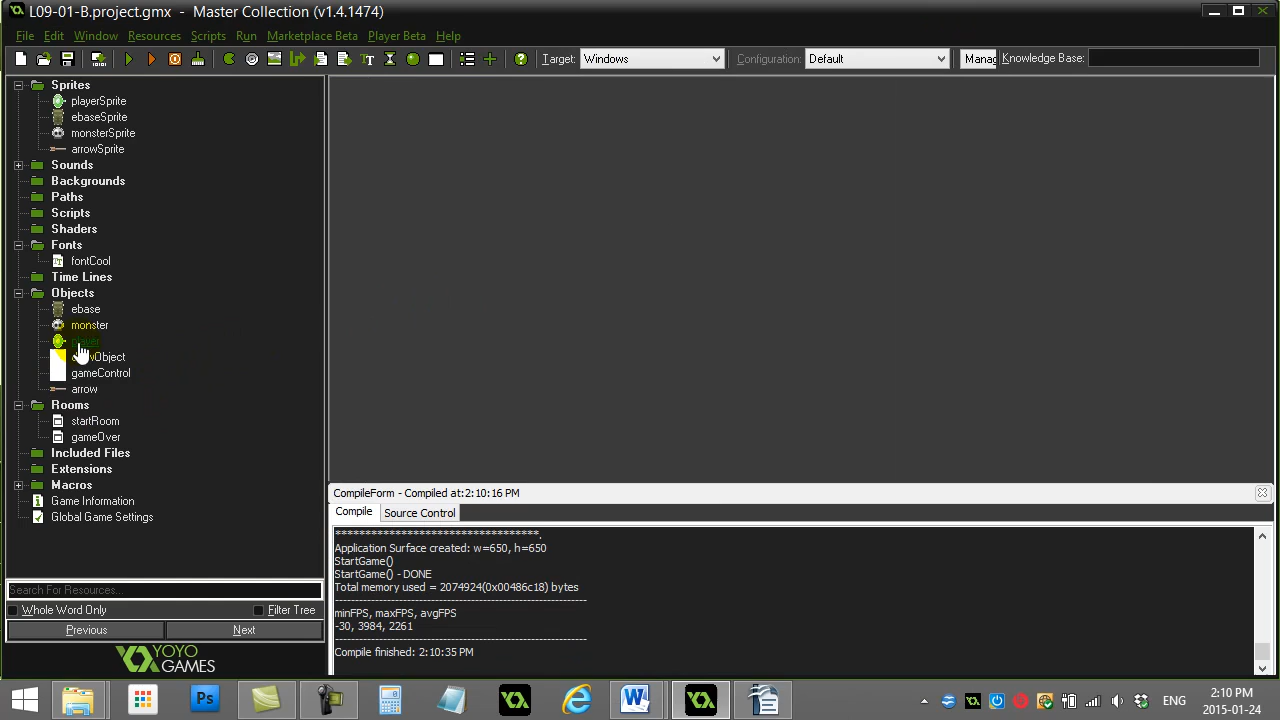 L09-01-B.project.gmx - Master Collection (v1.4.1474)
File Edit Window Resources Scripts Run Marketplace Beta Player Beta Help
Target: Windows Configuration: Default Manag Knowledge Base:
Sprites
playerSprite
ebaseSprite
monsterSprite
arrowSprite
Sounds
Backgrounds
Paths
Scripts
Shaders
Fonts
fontCool
Time Lines
Objects
ebase
monster
player
gameControl
arrow
Rooms
startRoom
gameOver
Included Files
Extensions
Macros
Game Information
Global Game Settings
Search For Resources...
Whole Word Only Filter Tree
Previous Next
YOYO
GAMES
CompileForm - Compiled at:2:10:16 PM
Compile Source Control
***********************************.
Application Surface created: w=650, h=650
StartGame()
StartGame() - DONE
Total memory used = 2074924(0x00486c18) bytes
----------------------------------------------------------
minFPS, maxFPS, avgFPS
-30, 3984, 2261
----------------------------------------------------------
Compile finished: 2:10:35 PM
ENG
2:10 PM
2015-01-24